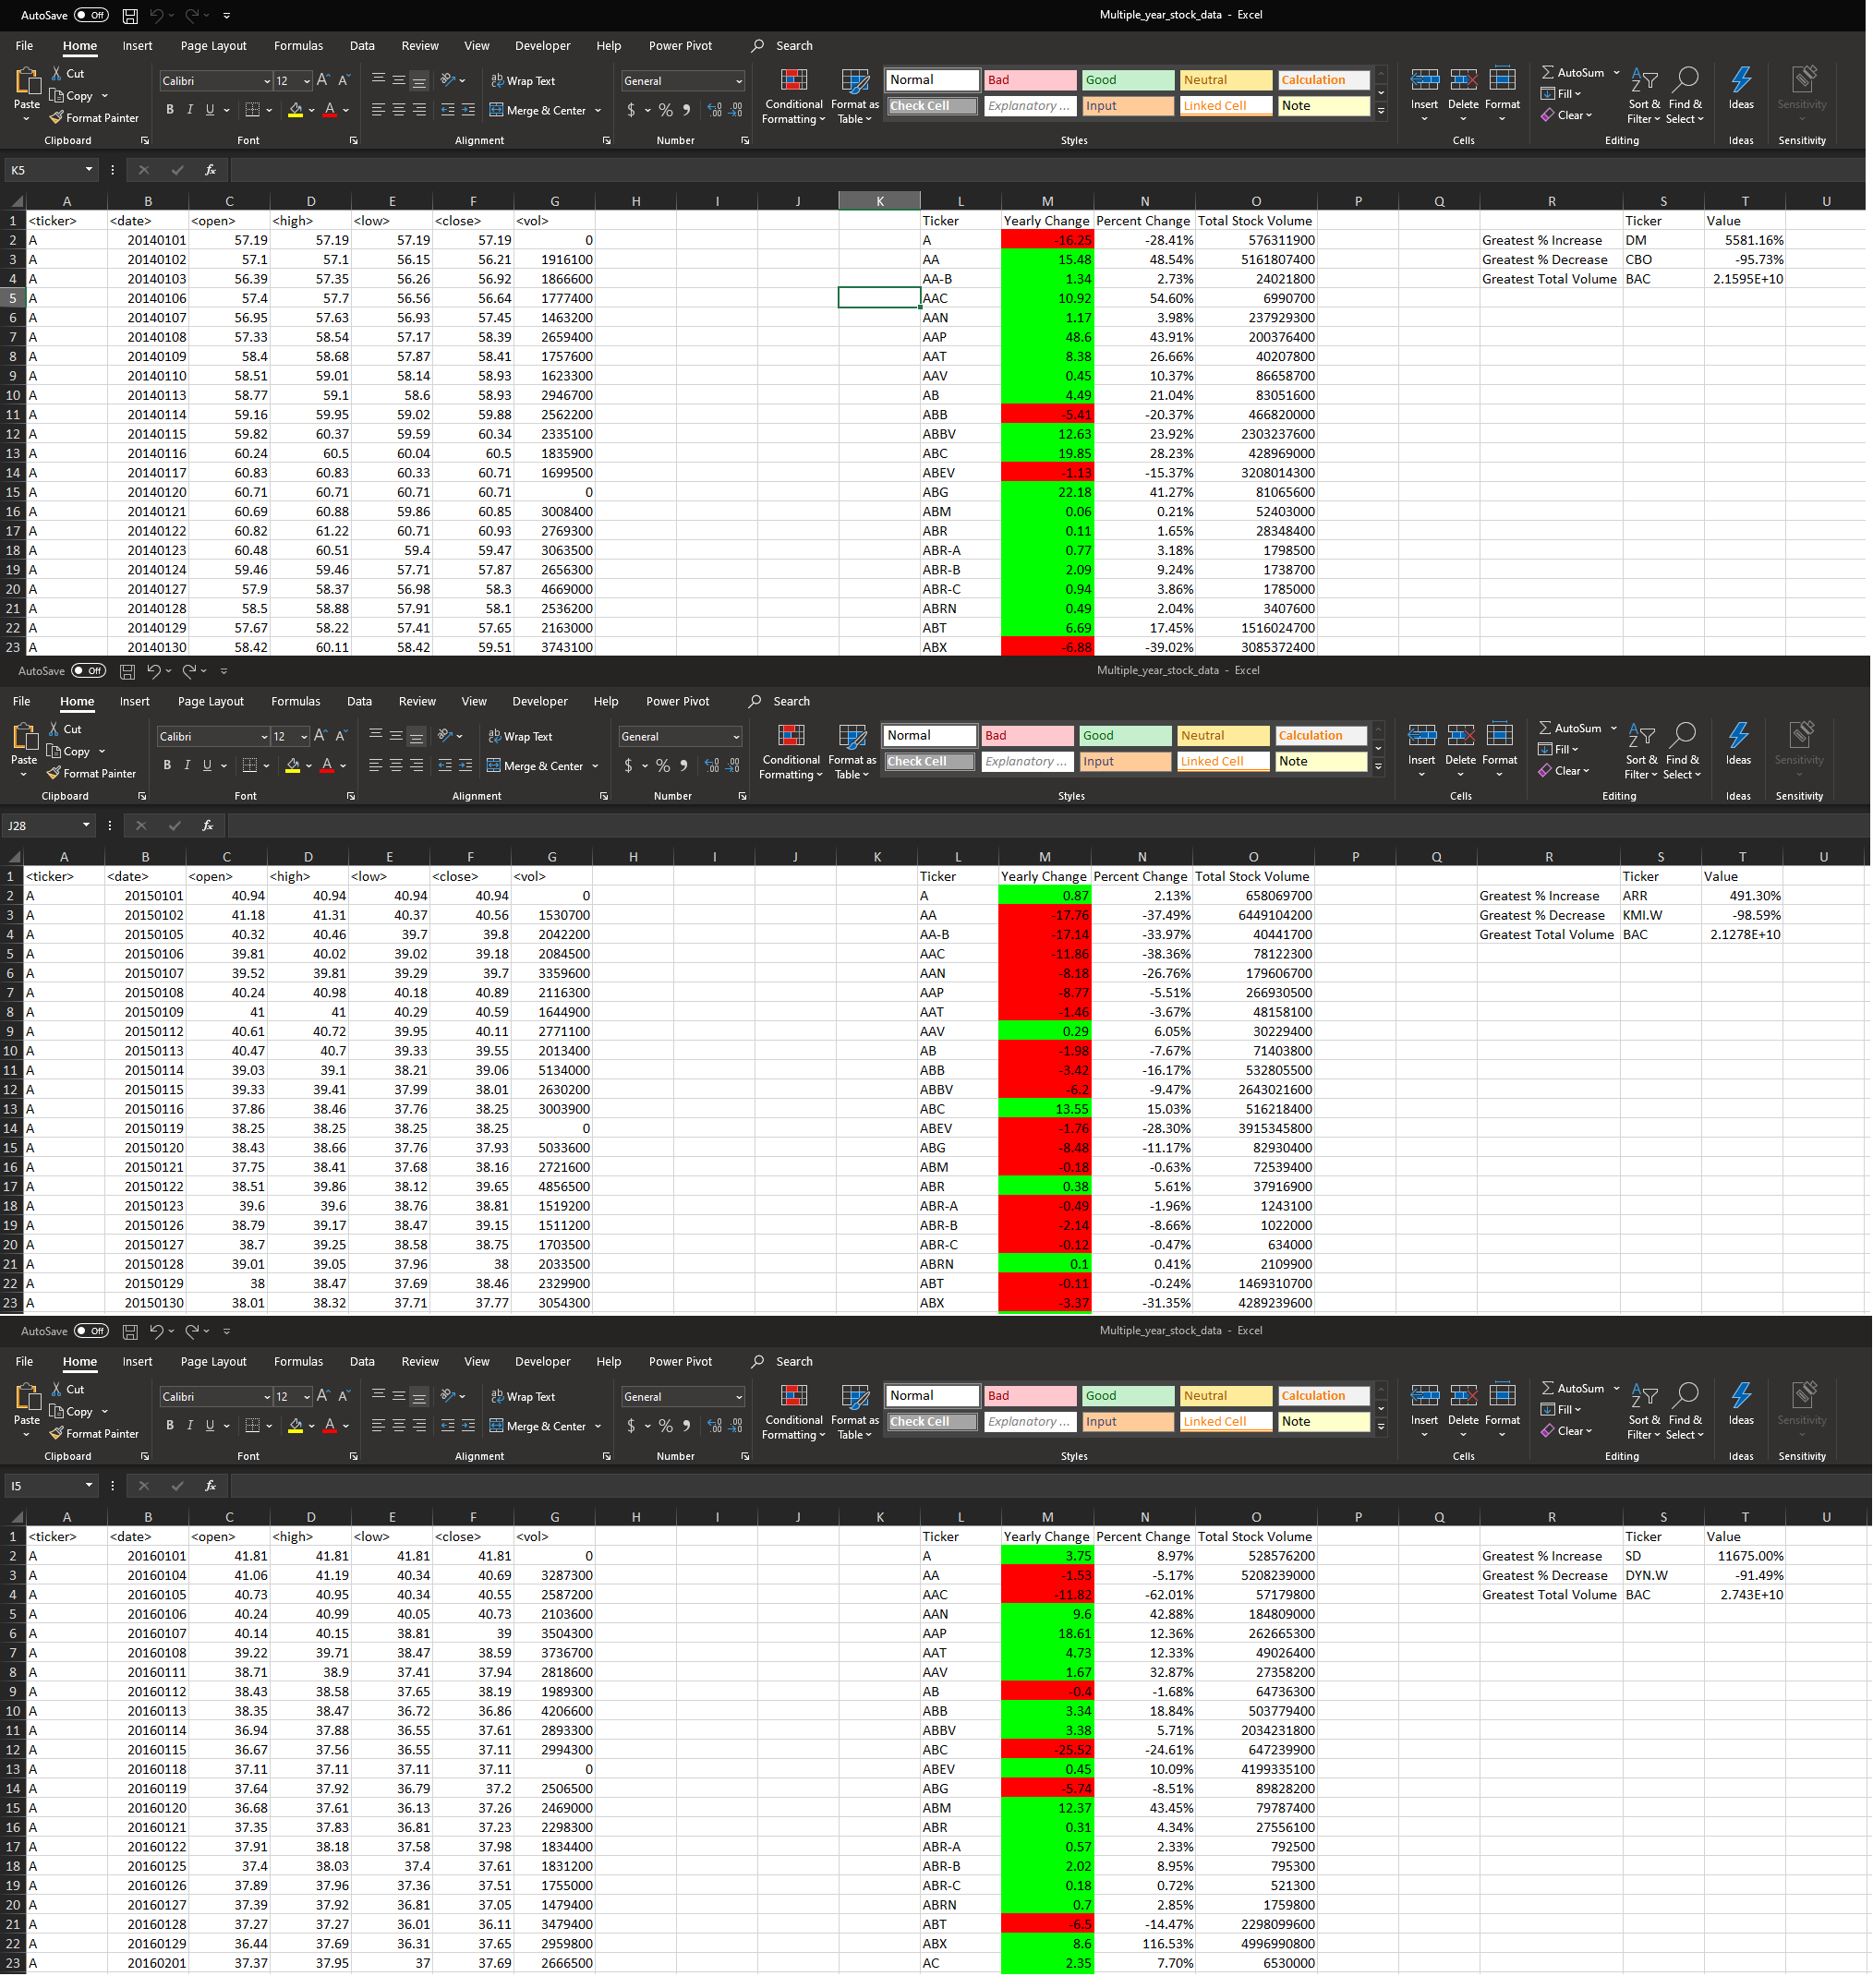 AutoSave Off Multiple_year_stock_data - Excel
File Home Insert Page Layout Formulas Data Review View Developer Help Power Pivot Search
Paste Cut Copy Format Painter Calibri 12 Wrap Text Merge & Center General Conditional Formatting Format as Table Normal Bad Good Neutral Calculation Check Cell Explanatory ... Input Linked Cell Note Insert Delete Format AutoSum Fill Clear Sort & Filter Find & Select Ideas Sensitivity
Clipboard Font Alignment Number Styles Cells Editing Ideas Sensitivity
K5 fx
A B C D E F G H I J K L M N O P Q R S T U
1 <ticker> <date> <open> <high> <low> <close> <vol> Ticker Yearly Change Percent Change Total Stock Volume Ticker Value
2 A 20140101 57.19 57.19 57.19 57.19 0 A -16.25 -28.41% 576311900 Greatest % Increase DM 5581.16%
3 A 20140102 57.1 57.1 56.15 56.21 1916100 AA 15.48 48.54% 5161807400 Greatest % Decrease CBO -95.73%
4 A 20140103 56.39 57.35 56.26 56.92 1866600 AA-B 1.34 2.73% 24021800 Greatest Total Volume BAC 2.1595E+10
5 A 20140106 57.4 57.7 56.56 56.64 1777400 AAC 10.92 54.60% 6990700
6 A 20140107 56.95 57.63 56.93 57.45 1463200 AAN 1.17 3.98% 237929300
7 A 20140108 57.33 58.54 57.17 58.39 2659400 AAP 48.6 43.91% 200376400
8 A 20140109 58.4 58.68 57.87 58.41 1757600 AAT 8.38 26.66% 40207800
9 A 20140110 58.51 59.01 58.14 58.93 1623300 AAV 0.45 10.37% 86658700
10 A 20140113 58.77 59.1 58.6 58.93 2946700 AB 4.49 21.04% 83051600
11 A 20140114 59.16 59.95 59.02 59.88 2562200 ABB -5.41 -20.37% 466820000
12 A 20140115 59.82 60.37 59.59 60.34 2335100 ABBV 12.63 23.92% 2303237600
13 A 20140116 60.24 60.5 60.04 60.5 1835900 ABC 19.85 28.23% 428969000
14 A 20140117 60.83 60.83 60.33 60.71 1699500 ABEV -1.13 -15.37% 3208014300
15 A 20140120 60.71 60.71 60.71 60.71 0 ABG 22.18 41.27% 81065600
16 A 20140121 60.69 60.88 59.86 60.85 3008400 ABM 0.06 0.21% 52403000
17 A 20140122 60.82 61.22 60.71 60.93 2769300 ABR 0.11 1.65% 28348400
18 A 20140123 60.48 60.51 59.4 59.47 3063500 ABR-A 0.77 3.18% 1798500
19 A 20140124 59.46 59.46 57.71 57.87 2656300 ABR-B 2.09 9.24% 1738700
20 A 20140127 57.9 58.37 56.98 58.3 4669000 ABR-C 0.94 3.86% 1785000
21 A 20140128 58.5 58.88 57.91 58.1 2536200 ABRN 0.49 2.04% 3407600
22 A 20140129 57.67 58.22 57.41 57.65 2163000 ABT 6.69 17.45% 1516024700
23 A 20140130 58.42 60.11 58.42 59.51 3743100 ABX -6.88 -39.02% 3085372400
AutoSave Off Multiple_year_stock_data - Excel
File Home Insert Page Layout Formulas Data Review View Developer Help Power Pivot Search
Paste Cut Copy Format Painter Calibri 12 Wrap Text Merge & Center General Conditional Formatting Format as Table Normal Bad Good Neutral Calculation Check Cell Explanatory ... Input Linked Cell Note Insert Delete Format AutoSum Fill Clear Sort & Filter Find & Select Ideas Sensitivity
Clipboard Font Alignment Number Styles Cells Editing Ideas Sensitivity
J28 fx
A B C D E F G H I J K L M N O P Q R S T U
1 <ticker> <date> <open> <high> <low> <close> <vol> Ticker Yearly Change Percent Change Total Stock Volume Ticker Value
2 A 20150101 40.94 40.94 40.94 40.94 0 A 0.87 2.13% 658069700 Greatest % Increase ARR 491.30%
3 A 20150102 41.18 41.31 40.37 40.56 1530700 AA -17.76 -37.49% 6449104200 Greatest % Decrease KMI.W -98.59%
4 A 20150105 40.32 40.46 39.7 39.8 2042200 AA-B -17.14 -33.97% 40441700 Greatest Total Volume BAC 2.1278E+10
5 A 20150106 39.81 40.02 39.02 39.18 2084500 AAC -11.86 -38.36% 78122300
6 A 20150107 39.52 39.81 39.29 39.7 3359600 AAN -8.18 -26.76% 179606700
7 A 20150108 40.24 40.98 40.18 40.89 2116300 AAP -8.77 -5.51% 266930500
8 A 20150109 41 41 40.29 40.59 1644900 AAT -1.46 -3.67% 48158100
9 A 20150112 40.61 40.72 39.95 40.11 2771100 AAV 0.29 6.05% 30229400
10 A 20150113 40.47 40.7 39.33 39.55 2013400 AB -1.98 -7.67% 71403800
11 A 20150114 39.03 39.1 38.21 39.06 5134000 ABB -3.42 -16.17% 532805500
12 A 20150115 39.33 39.41 37.99 38.01 2630200 ABBV -6.2 -9.47% 2643021600
13 A 20150116 37.86 38.46 37.76 38.25 3003900 ABC 13.55 15.03% 516218400
14 A 20150119 38.25 38.25 38.25 38.25 0 ABEV -1.76 -28.30% 3915345800
15 A 20150120 38.43 38.66 37.76 37.93 5033600 ABG -8.48 -11.17% 82930400
16 A 20150121 37.75 38.41 37.68 38.16 2721600 ABM -0.18 -0.63% 72539400
17 A 20150122 38.51 39.86 38.12 39.65 4856500 ABR 0.38 5.61% 37916900
18 A 20150123 39.6 39.6 38.76 38.81 1519200 ABR-A -0.49 -1.96% 1243100
19 A 20150126 38.79 39.17 38.47 39.15 1511200 ABR-B -2.14 -8.66% 1022000
20 A 20150127 38.7 39.25 38.58 38.75 1703500 ABR-C -0.12 -0.47% 634000
21 A 20150128 39.01 39.05 37.96 38 2033500 ABRN 0.1 0.41% 2109900
22 A 20150129 38 38.47 37.69 38.46 2329900 ABT -0.11 -0.24% 1469310700
23 A 20150130 38.01 38.32 37.71 37.77 3054300 ABX -3.37 -31.35% 4289239600
AutoSave Off Multiple_year_stock_data - Excel
File Home Insert Page Layout Formulas Data Review View Developer Help Power Pivot Search
Paste Cut Copy Format Painter Calibri 12 Wrap Text Merge & Center General Conditional Formatting Format as Table Normal Bad Good Neutral Calculation Check Cell Explanatory ... Input Linked Cell Note Insert Delete Format AutoSum Fill Clear Sort & Filter Find & Select Ideas Sensitivity
Clipboard Font Alignment Number Styles Cells Editing Ideas Sensitivity
I5 fx
A B C D E F G H I J K L M N O P Q R S T U
1 <ticker> <date> <open> <high> <low> <close> <vol> Ticker Yearly Change Percent Change Total Stock Volume Ticker Value
2 A 20160101 41.81 41.81 41.81 41.81 0 A 3.75 8.97% 528576200 Greatest % Increase SD 11675.00%
3 A 20160104 41.06 41.19 40.34 40.69 3287300 AA -1.53 -5.17% 5208239000 Greatest % Decrease DYN.W -91.49%
4 A 20160105 40.73 40.95 40.34 40.55 2587200 AAC -11.82 -62.01% 57179800 Greatest Total Volume BAC 2.743E+10
5 A 20160106 40.24 40.99 40.05 40.73 2103600 AAN 9.6 42.88% 184809000
6 A 20160107 40.14 40.15 38.81 39 3504300 AAP 18.61 12.36% 262665300
7 A 20160108 39.22 39.71 38.47 38.59 3736700 AAT 4.73 12.33% 49026400
8 A 20160111 38.71 38.9 37.41 37.94 2818600 AAV 1.67 32.87% 27358200
9 A 20160112 38.43 38.58 37.65 38.19 1989300 AB -0.4 -1.68% 64736300
10 A 20160113 38.35 38.47 36.72 36.86 4206600 ABB 3.34 18.84% 503779400
11 A 20160114 36.94 37.88 36.55 37.61 2893300 ABBV 3.38 5.71% 2034231800
12 A 20160115 36.67 37.56 36.55 37.11 2994300 ABC -25.52 -24.61% 647239900
13 A 20160118 37.11 37.11 37.11 37.11 0 ABEV 0.45 10.09% 4199335100
14 A 20160119 37.64 37.92 36.79 37.2 2506500 ABG -5.74 -8.51% 89828200
15 A 20160120 36.68 37.61 36.13 37.26 2469000 ABM 12.37 43.45% 79787400
16 A 20160121 37.35 37.83 36.81 37.23 2298300 ABR 0.31 4.34% 27556100
17 A 20160122 37.91 38.18 37.58 37.98 1834400 ABR-A 0.57 2.33% 792500
18 A 20160125 37.4 38.03 37.4 37.61 1831200 ABR-B 2.02 8.95% 795300
19 A 20160126 37.89 37.96 37.36 37.51 1755000 ABR-C 0.18 0.72% 521300
20 A 20160127 37.39 37.92 36.81 37.05 1479400 ABRN 0.7 2.85% 1759800
21 A 20160128 37.27 37.27 36.01 36.11 3479400 ABT -6.5 -14.47% 2298099600
22 A 20160129 36.44 37.69 36.31 37.65 2959800 ABX 8.6 116.53% 4996990800
23 A 20160201 37.37 37.95 37 37.69 2666500 AC 2.35 7.70% 6530000